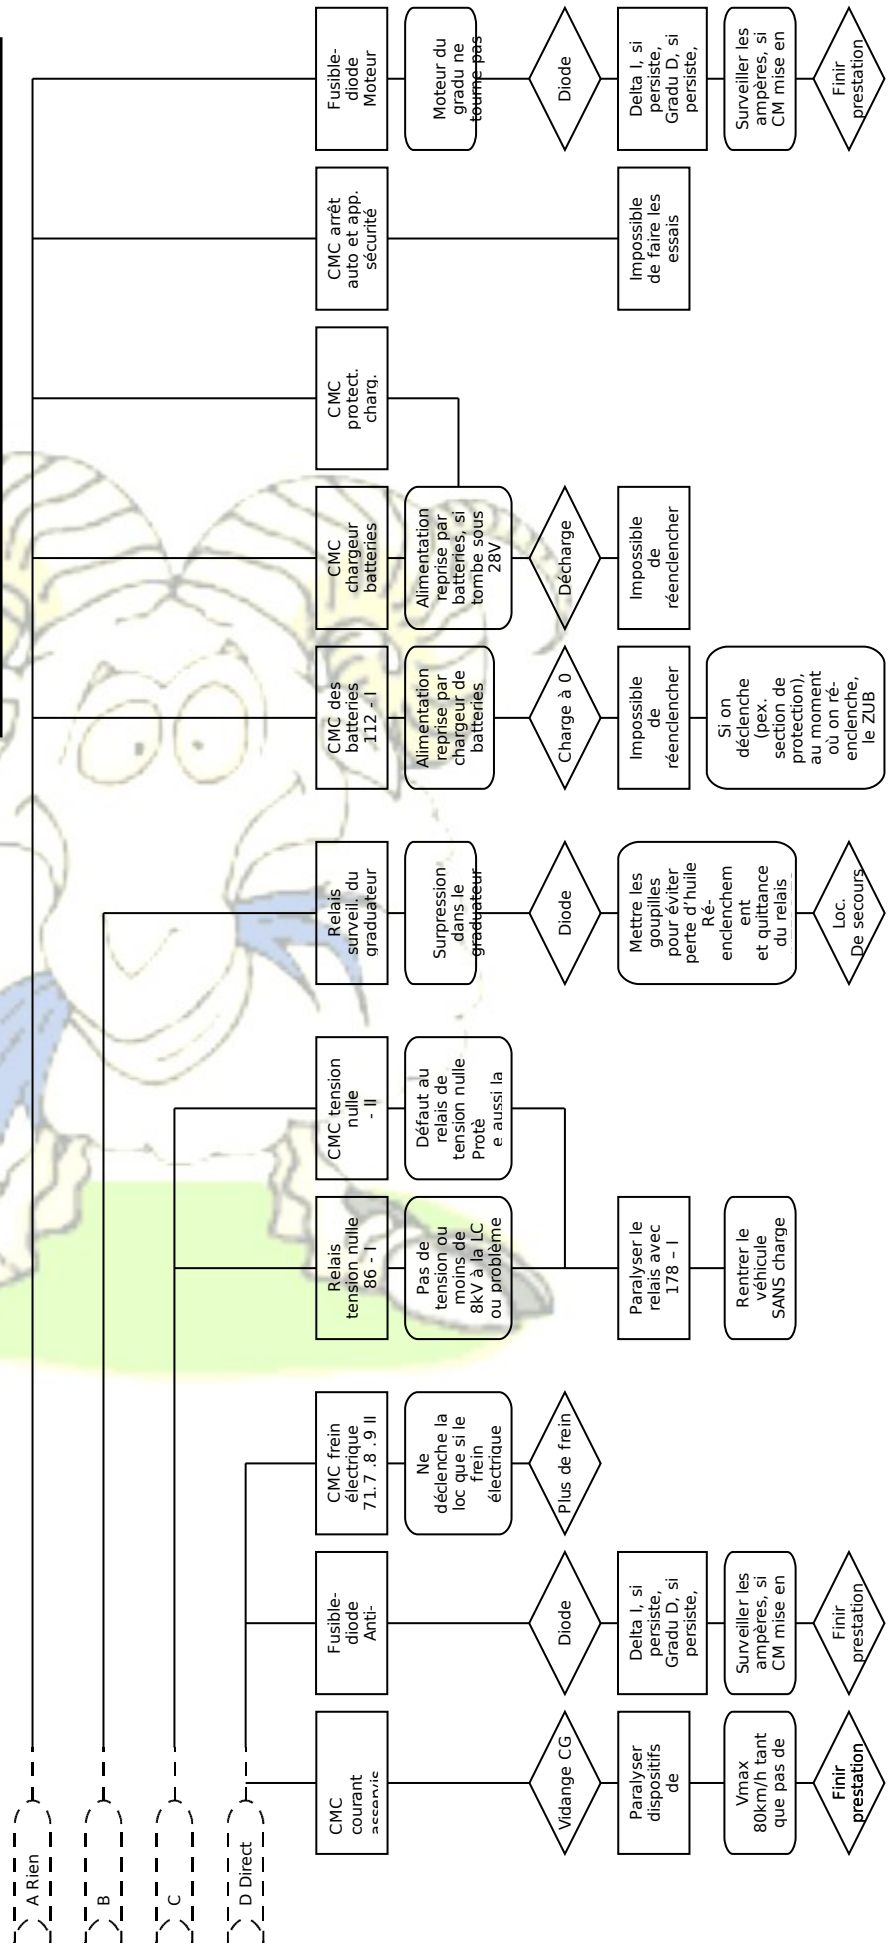 A Rien
B
C
D Direct
CMC
courant
asservis
Vidange CG
Paralyser
dispositifs
de
Vmax
80km/h tant
que pas de
Finir
prestation
Fusible-
diode
Anti-
Diode
Delta I, si
persiste,
Gradu D, si
persiste,
Surveiller les
ampères, si
CM mise en
Finir
prestation
CMC frein
électrique
71.7 .8 .9 II
Ne
déclenche la
loc que si le
frein
électrique
Plus de frein
Relais
tension nulle
86 - I
Pas de
tension ou
moins de
8kV à la LC
ou problème
Paralyser le
relais avec
178 – I
Rentrer le
véhicule
SANS charge
CMC tension
nulle
- II
Défaut au
relais de
tension nulle
Protè
e aussi la
Relais
surveil. du
graduateur
Surpression
dans le
graduateur
Diode
Mettre les
goupilles
pour éviter
perte d’huile
Ré-
enclenchem
ent
et quittance
du relais
Loc.
De secours
CMC des
batteries
112 - I
Alimentation
reprise par
chargeur de
batteries
Charge à 0
Impossible
de
réenclencher
Si on
déclenche
(pex.
section de
protection),
au moment
où on ré-
enclenche,
le ZUB
CMC
chargeur
batteries
Alimentation
reprise par
batteries, si
tombe sous
28V
Décharge
Impossible
de
réenclencher
CMC
protect.
charg.
CMC arrêt
auto et app.
sécurité
Impossible
de faire les
essais
Fusible-
diode
Moteur
Moteur du
gradu ne
tourne pas
Diode
Delta I, si
persiste,
Gradu D, si
persiste,
Surveiller les
ampères, si
CM mise en
Finir
prestation